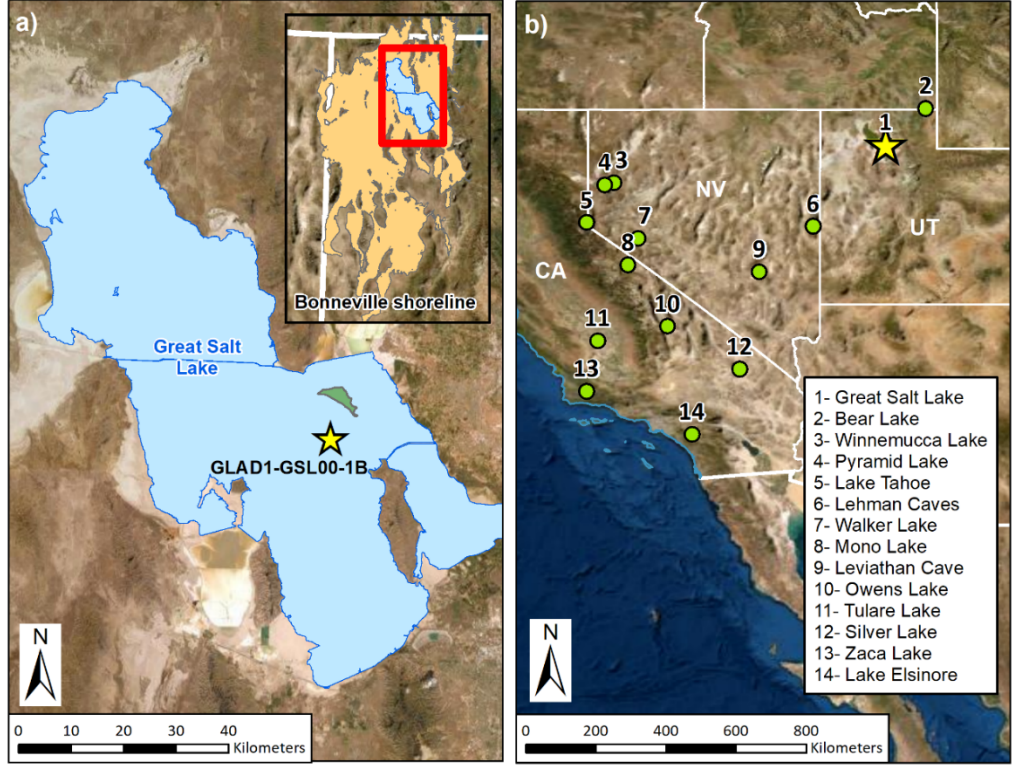 a)
Bonneville shoreline
Great Salt
Lake
GLAD1-GSL00-1B
N
0 10 20 30 40
Kilometers
b)
2
1
4 3
NV
5
6
7
UT
8
9
CA
10
11
12
13
14
1- Great Salt Lake
2- Bear Lake
3- Winnemucca Lake
4- Pyramid Lake
5- Lake Tahoe
6- Lehman Caves
7- Walker Lake
8- Mono Lake
9- Leviathan Cave
10- Owens Lake
11- Tulare Lake
12- Silver Lake
13- Zaca Lake
14- Lake Elsinore
N
0 200 400 600 800
Kilometers